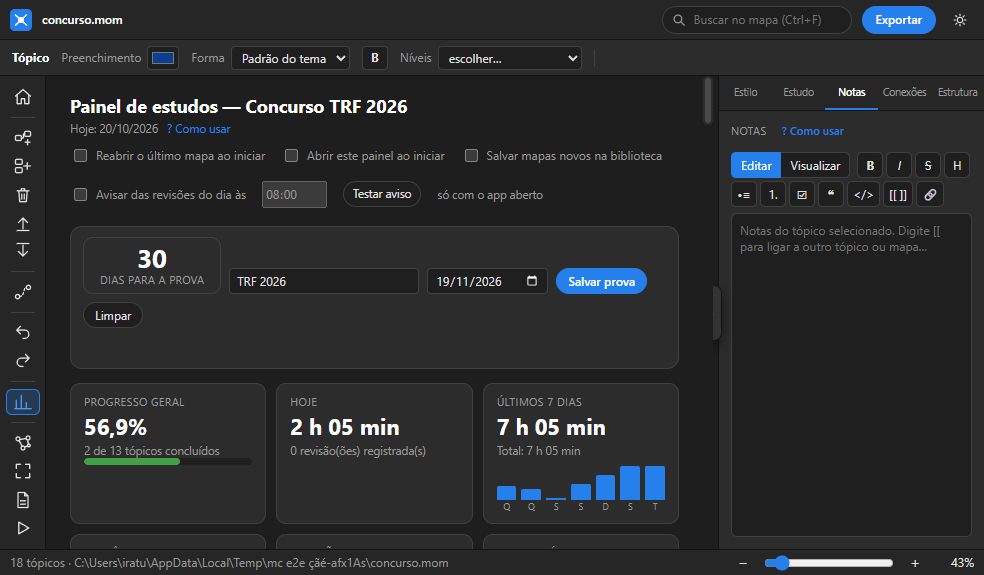 concurso.mom
Buscar no mapa (Ctrl+F)
Exportar
Tópico Preenchimento Forma Padrão do tema B Níveis escolher...
Painel de estudos — Concurso TRF 2026
Hoje: 20/10/2026 ? Como usar
Reabrir o último mapa ao iniciar Abrir este painel ao iniciar Salvar mapas novos na biblioteca
Avisar das revisões do dia às 08:00 Testar aviso só com o app aberto
30
DIAS PARA A PROVA
TRF 2026 19/11/2026 Salvar prova
Limpar
PROGRESSO GERAL
56,9%
2 de 13 tópicos concluídos
HOJE
2 h 05 min
0 revisão(ões) registrada(s)
ÚLTIMOS 7 DIAS
7 h 05 min
Total: 7 h 05 min
Q Q S S D S T
Estilo Estudo Notas Conexões Estrutura
NOTAS ? Como usar
Editar Visualizar B I S H
•≡ 1. ☑ ❝ </> [[ ]]
Notas do tópico selecionado. Digite [[
para ligar a outro tópico ou mapa...
18 tópicos · C:\Users\iratu\AppData\Local\Temp\mc e2e çãé-afx1As\concurso.mom
− + 43%